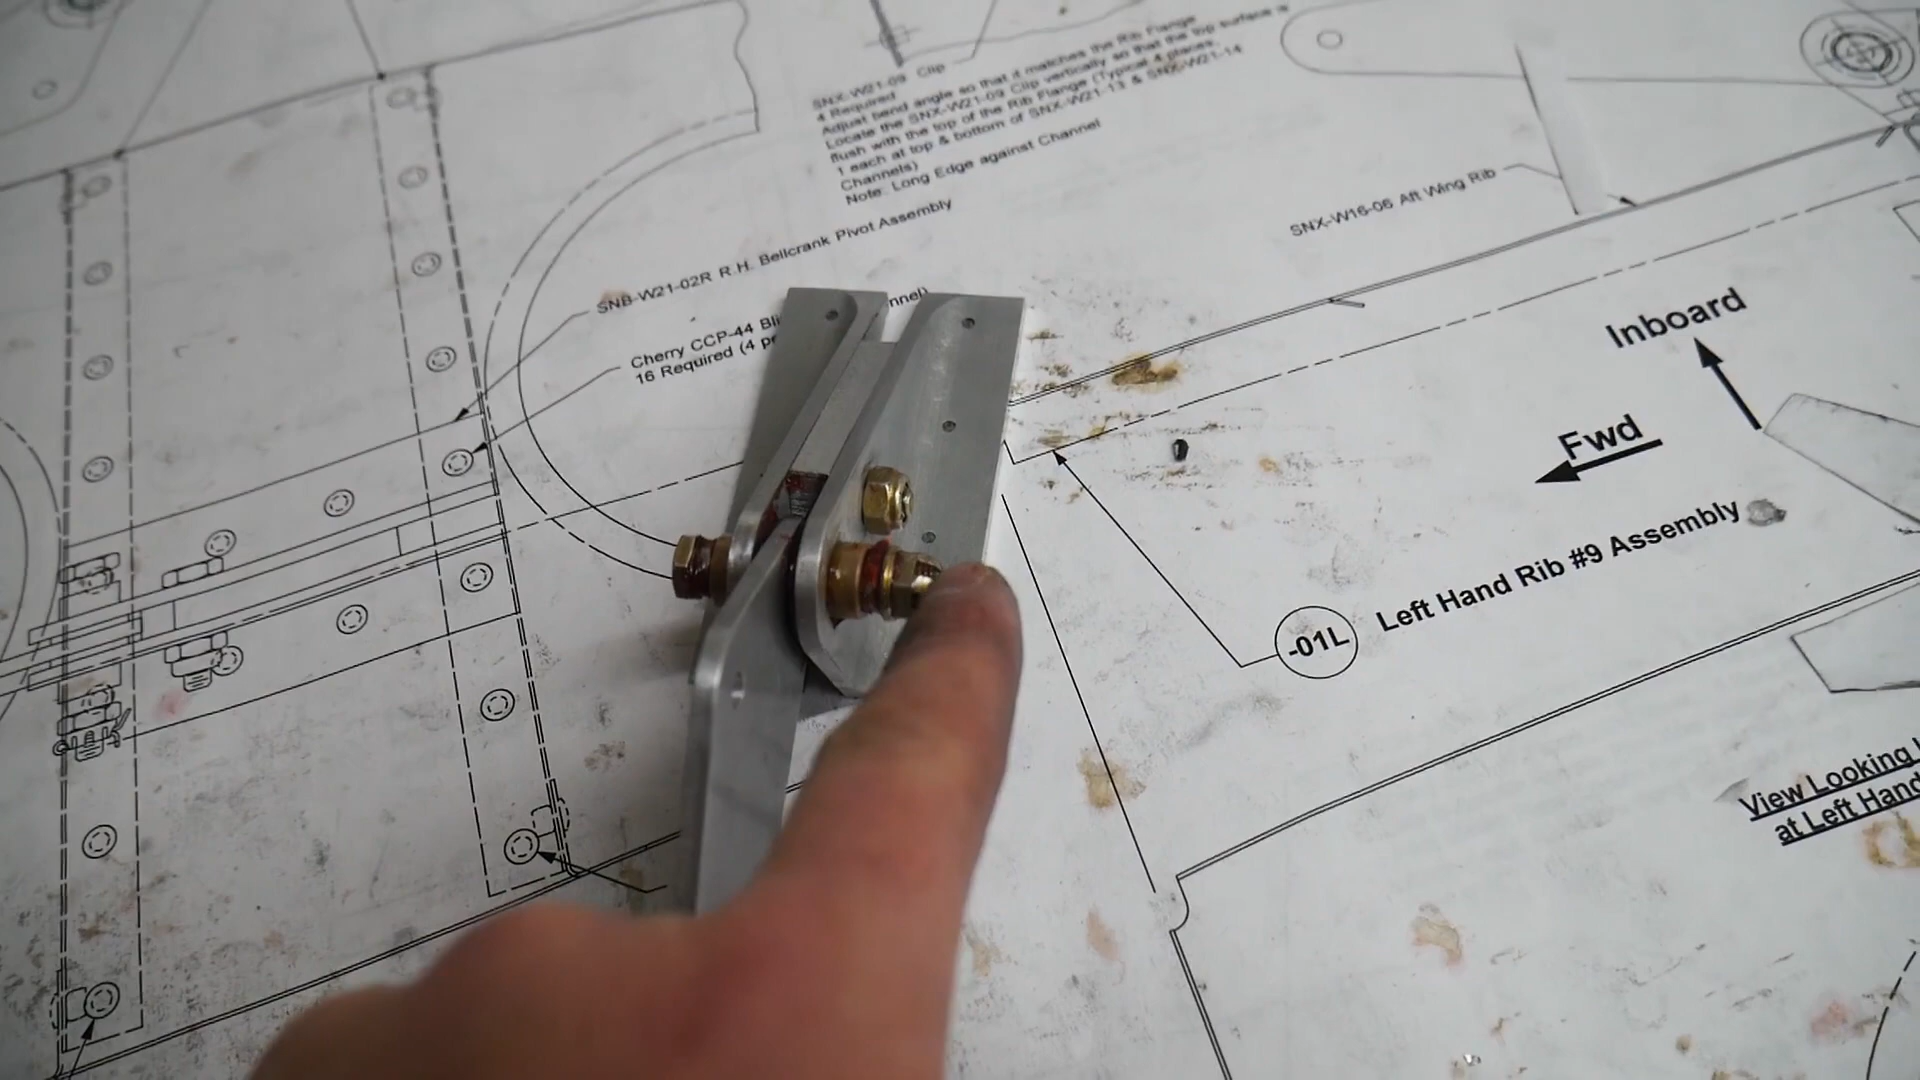 SNX-W21-09 Clip
4 Required
Adjust bend angle so that it matches the Rib Flange
Locate the SNX-W21-09 Clip vertically so that the top surface is
flush with the top of the Rib Flange (Typical 4 places,
1 each at top & bottom of SNX-W21-13 & SNX-W21-14
Channels)
Note: Long Edge against Channel
SNB-W21-02R R.H. Bellcrank Pivot Assembly
Cherry CCP-44
16 Required (4
SNX-W16-06 Aft Wing Rib
Inboard
Fwd
-01L Left Hand Rib #9 Assembly
View Looking
at Left Hand